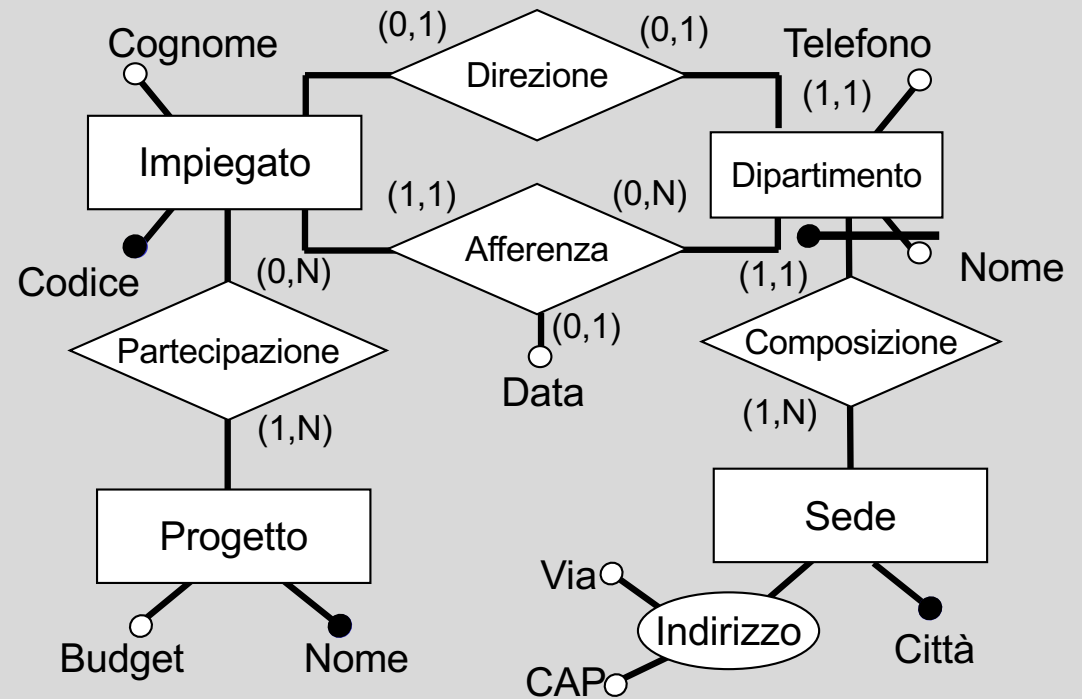 (0,1)
(0,1)
Cognome
Direzione
Telefono
(1,1)
Impiegato
Dipartimento
(1,1)
(0,N)
Afferenza
Codice
(0,N)
(1,1)
Nome
Partecipazione
(0,1)
Composizione
Data
(1,N)
(1,N)
Progetto
Sede
Via
Indirizzo
Città
Budget
Nome
CAP